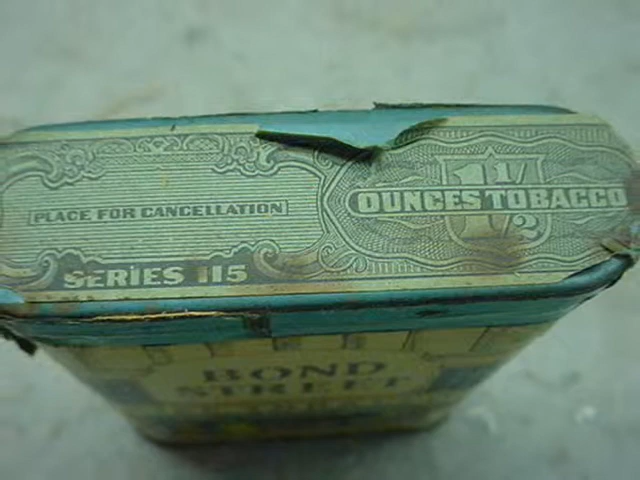 PLACE FOR CANCELLATION
SERIES 115
1 1/2
OUNCES TOBACCO
BOND
STREET